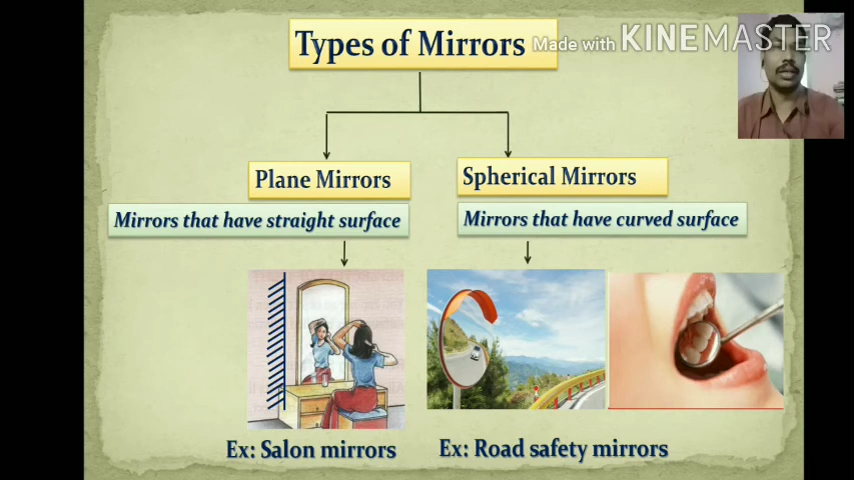 Types of Mirrors
Made with KINEMASTER
Plane Mirrors
Spherical Mirrors
Mirrors that have straight surface
Mirrors that have curved surface
Ex: Salon mirrors
Ex: Road safety mirrors